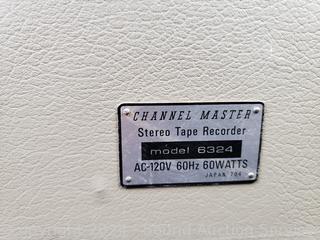 CHANNEL MASTER
Stereo Tape Recorder
model 6324
AC-120V 60Hz 60WATTS
JAPAN 704